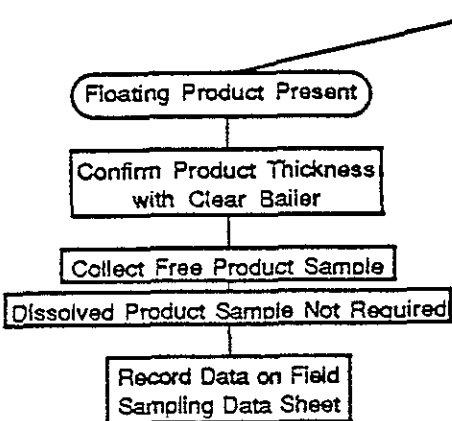 Floating Product Present
Confirm Product Thickness
with Clear Bailer
Collect Free Product Sample
Dissolved Product Sample Not Required
Record Data on Field
Sampling Data Sheet